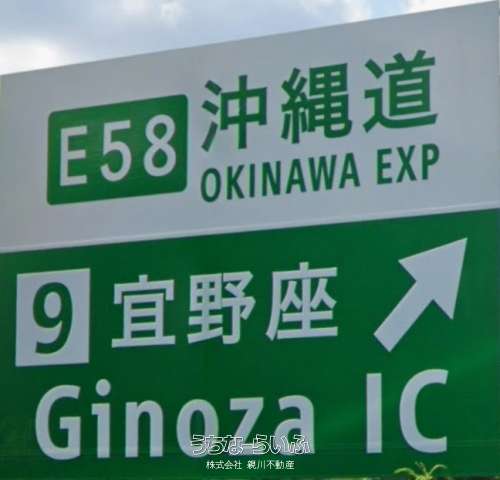 E58 沖縄道
OKINAWA EXP
9 宜野座
Ginoza IC
うちなーらいふ
株式会社 親川不動産